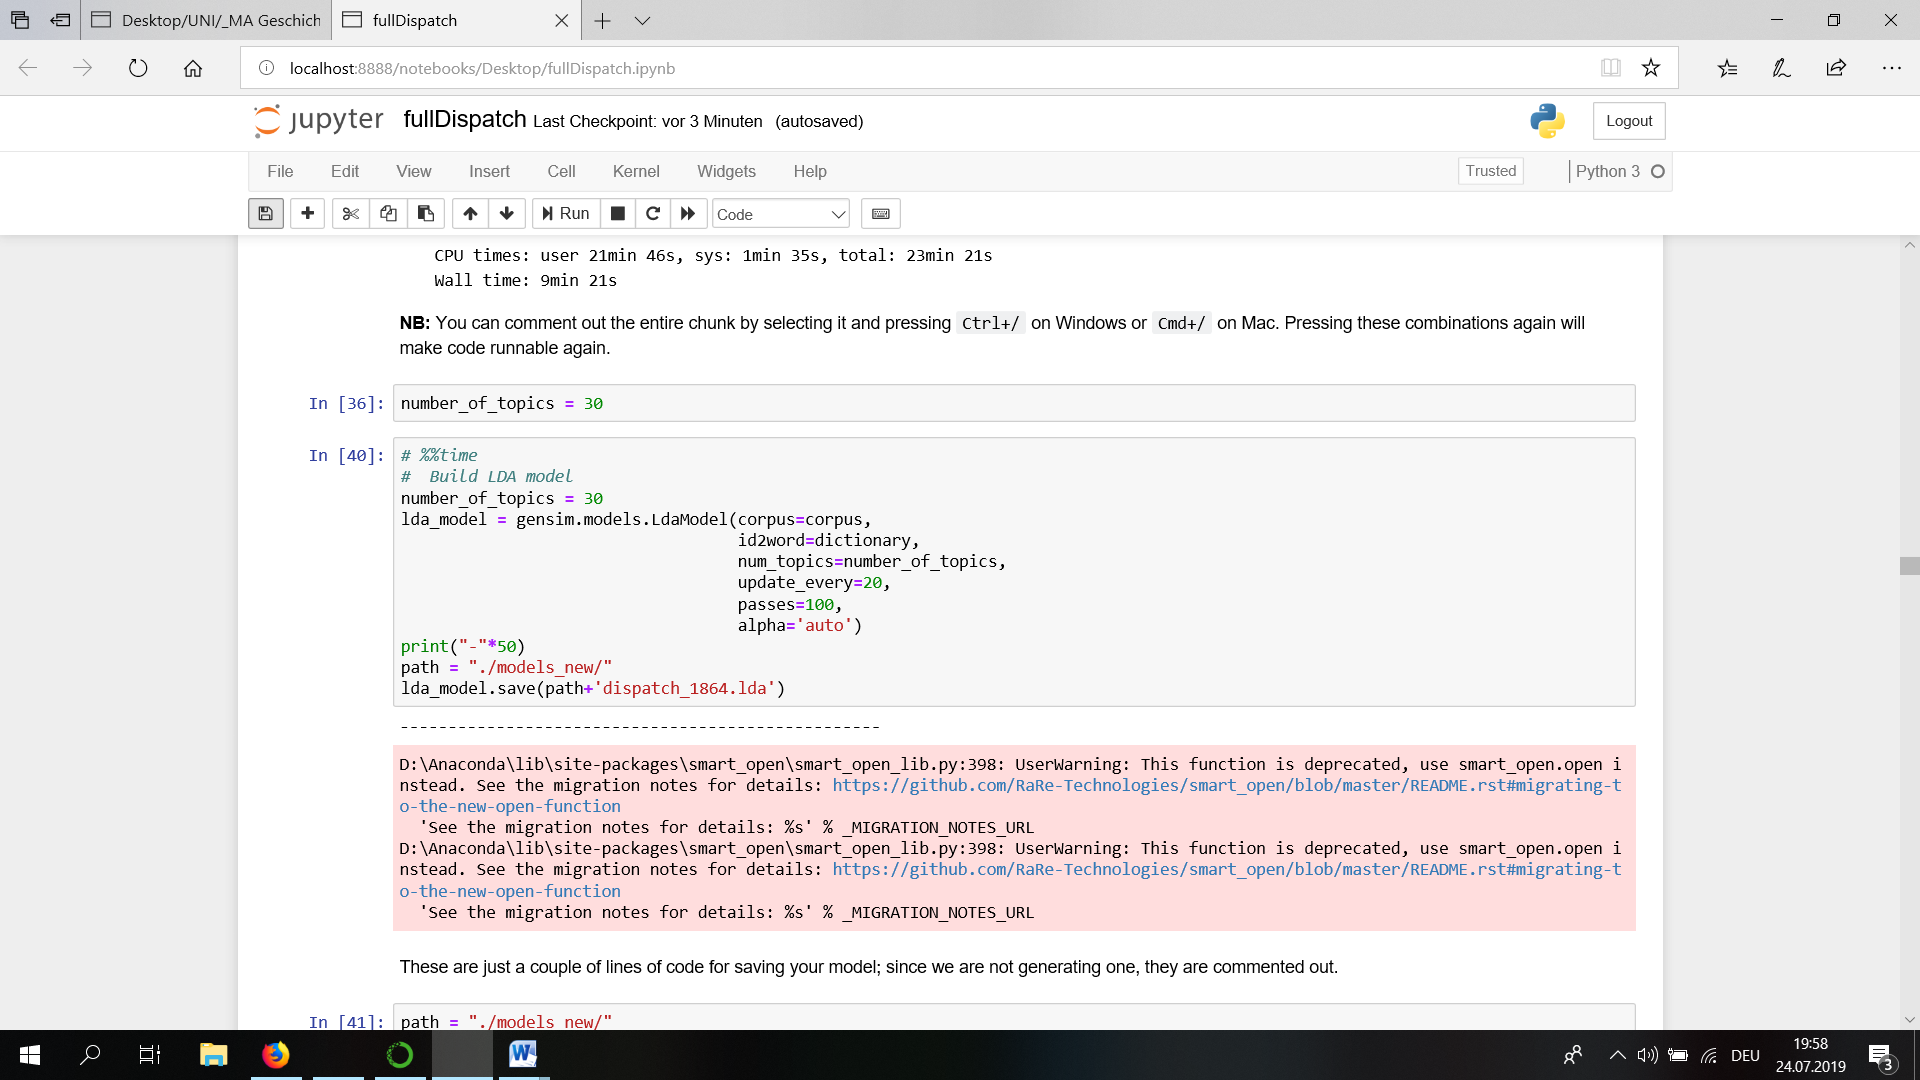 Desktop/UNI/_MA Geschich
fullDispatch
localhost:8888/notebooks/Desktop/fullDispatch.ipynb
jupyter fullDispatch Last Checkpoint: vor 3 Minuten (autosaved)
Logout
File Edit View Insert Cell Kernel Widgets Help
Trusted
Python 3
Run
Code
CPU times: user 21min 46s, sys: 1min 35s, total: 23min 21s
Wall time: 9min 21s
NB: You can comment out the entire chunk by selecting it and pressing Ctrl+/ on Windows or Cmd+/ on Mac. Pressing these combinations again will
make code runnable again.
In [36]: number_of_topics = 30
In [40]: # %%time
#  Build LDA model
number_of_topics = 30
lda_model = gensim.models.LdaModel(corpus=corpus,
id2word=dictionary,
num_topics=number_of_topics,
update_every=20,
passes=100,
alpha='auto')
print("-"*50)
path = "./models_new/"
lda_model.save(path+'dispatch_1864.lda')
--------------------------------------------------
D:\Anaconda\lib\site-packages\smart_open\smart_open_lib.py:398: UserWarning: This function is deprecated, use smart_open.open i
nstead. See the migration notes for details: https://github.com/RaRe-Technologies/smart_open/blob/master/README.rst#migrating-t
o-the-new-open-function
'See the migration notes for details: %s' % _MIGRATION_NOTES_URL
D:\Anaconda\lib\site-packages\smart_open\smart_open_lib.py:398: UserWarning: This function is deprecated, use smart_open.open i
nstead. See the migration notes for details: https://github.com/RaRe-Technologies/smart_open/blob/master/README.rst#migrating-t
o-the-new-open-function
'See the migration notes for details: %s' % _MIGRATION_NOTES_URL
These are just a couple of lines of code for saving your model; since we are not generating one, they are commented out.
In [41]: path = "./models_new/"
DEU
19:58
24.07.2019
3